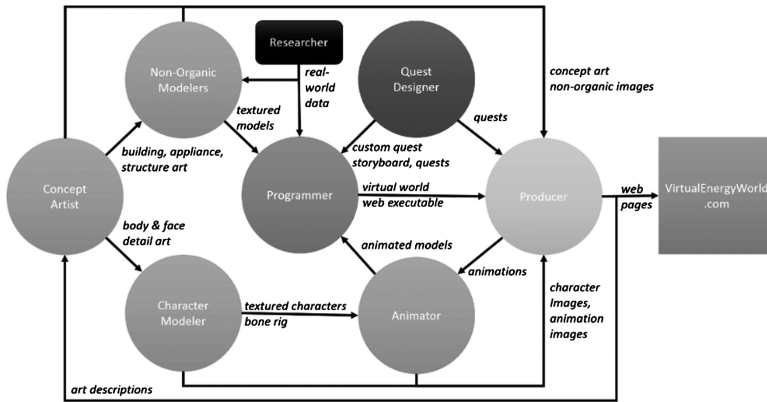 Researcher
Non-Organic
Modelers
real-
world
data
Quest
Designer
concept art
non-organic images
textured
models
quests
building, appliance,
structure art
custom quest
storyboard, quests
Concept
Artist
Programmer
virtual world
web executable
Producer
web
pages
VirtualEnergyWorld
.com
body & face
detail art
animated models
animations
Character
Modeler
textured characters
bone rig
Animator
character
Images,
animation
images
art descriptions